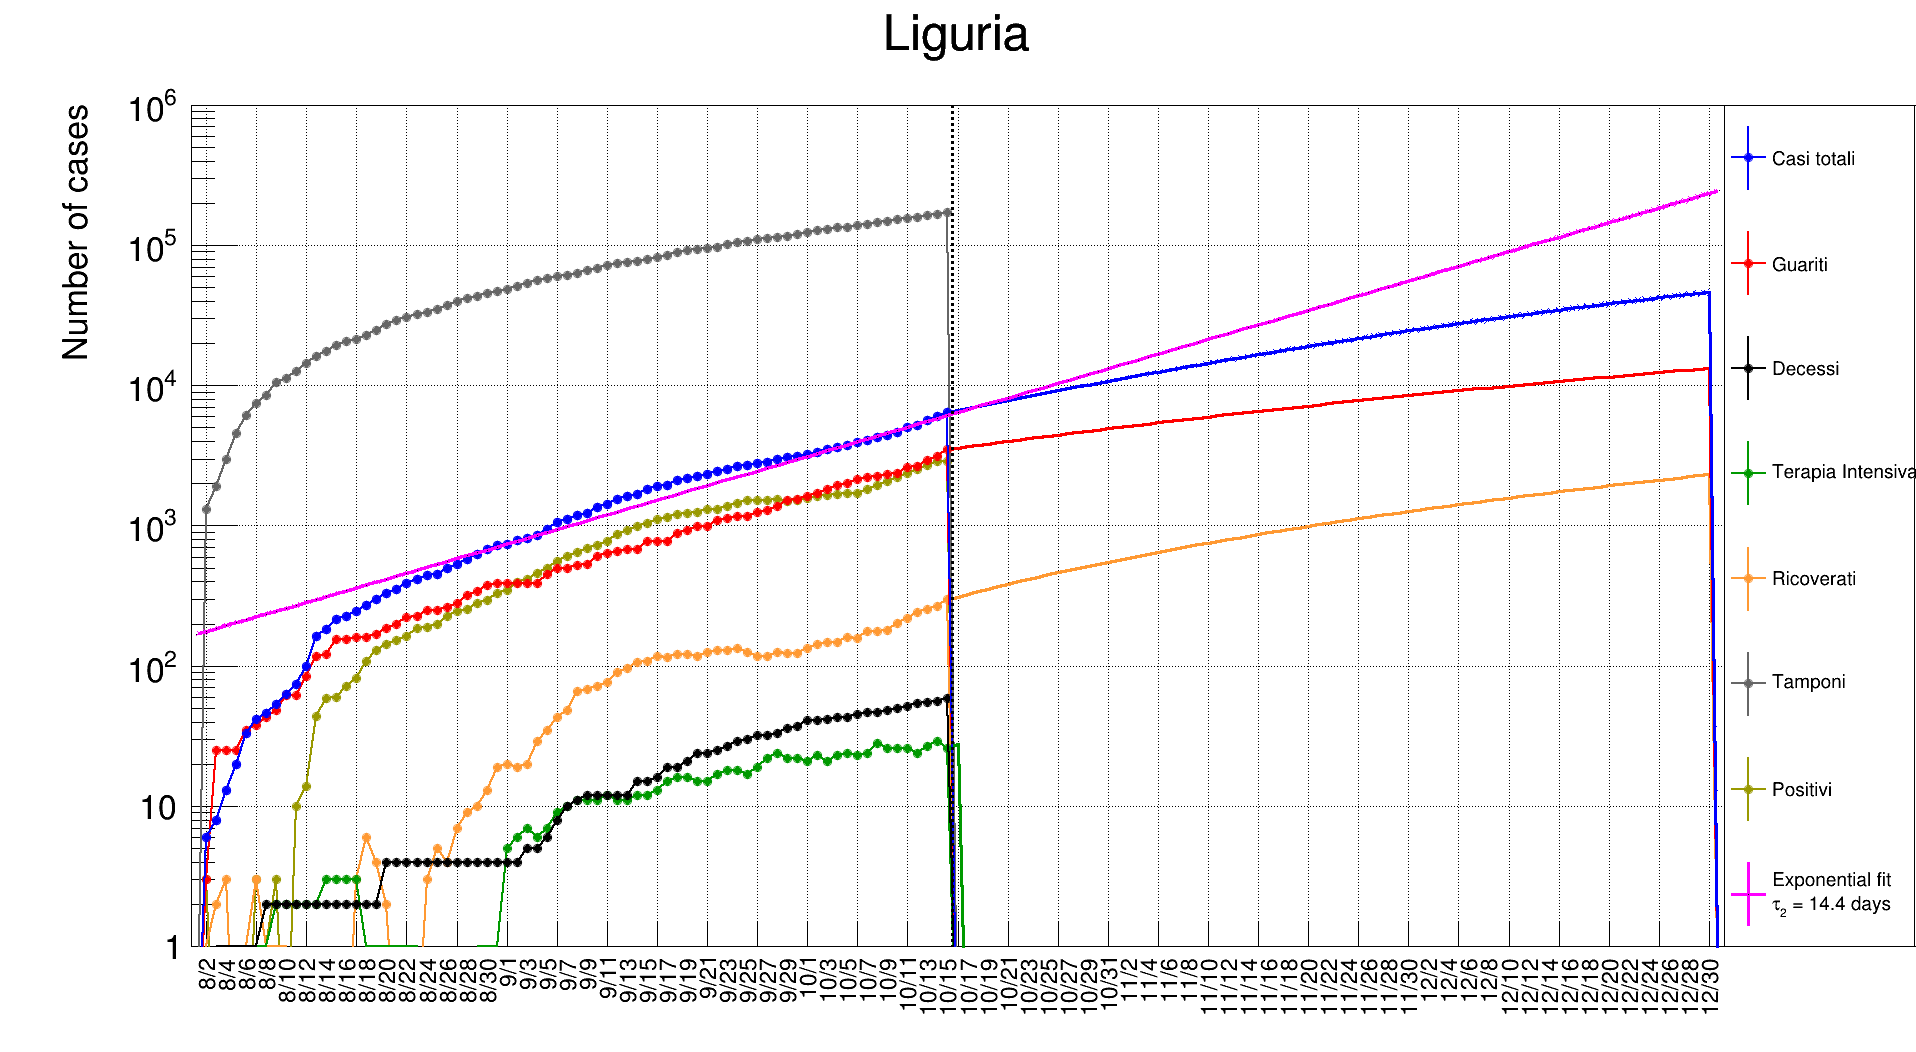 Liguria
Number of cases
10^6
10^5
10^4
10^3
10^2
10
1
8/2 8/4 8/6 8/8 8/10 8/12 8/14 8/16 8/18 8/20 8/22 8/24 8/26 8/28 8/30 9/1 9/3 9/5 9/7 9/9 9/11 9/13 9/15 9/17 9/19 9/21 9/23 9/25 9/27 9/29 10/1 10/3 10/5 10/7 10/9 10/11 10/13 10/15 10/17 10/19 10/21 10/23 10/25 10/27 10/29 10/31 11/2 11/4 11/6 11/8 11/10 11/12 11/14 11/16 11/18 11/20 11/22 11/24 11/26 11/28 11/30 12/2 12/4 12/6 12/8 12/10 12/12 12/14 12/16 12/18 12/20 12/22 12/24 12/26 12/28 12/30
Casi totali
Guariti
Decessi
Terapia Intensiva
Ricoverati
Tamponi
Positivi
Exponential fit
τ₂ = 14.4 days